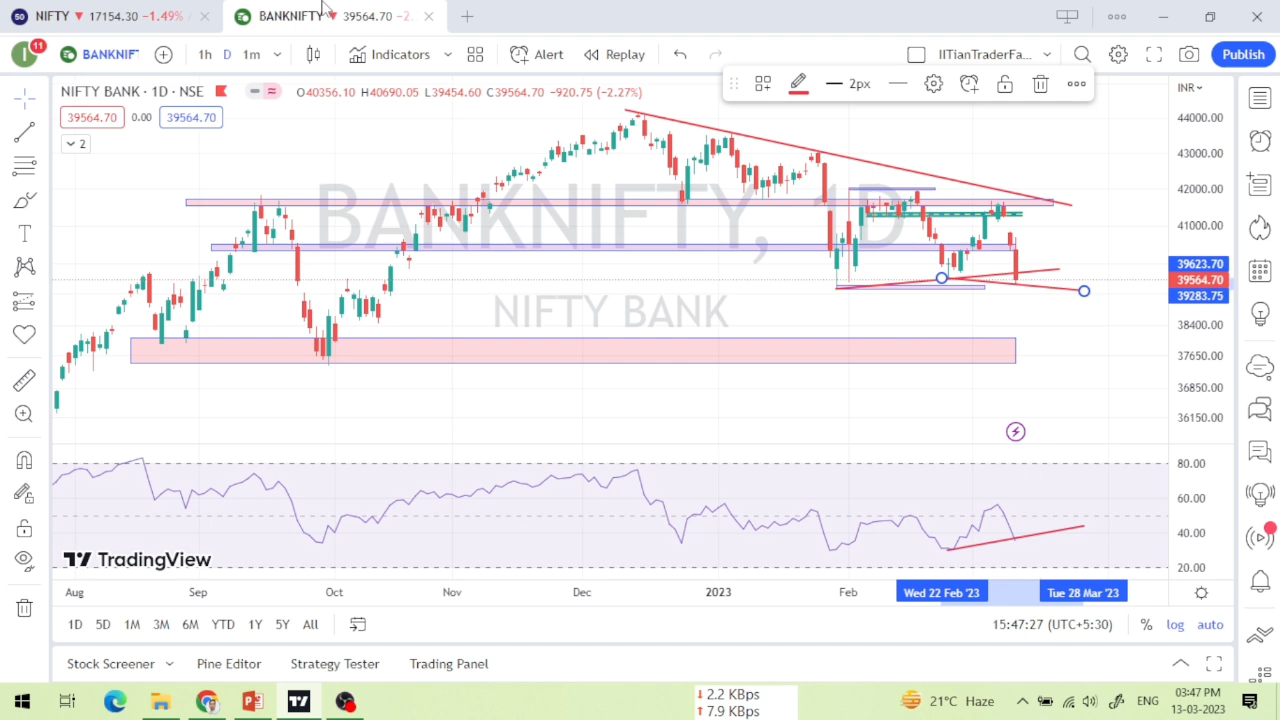 50 NIFTY ▼ 17154.30 −1.49%
BANKNIFTY ▼ 39564.70 −2..
I 11 BANKNIF 1h D 1m Indicators Alert Replay IITianTraderFa... Publish
NIFTY BANK · 1D · NSE O40356.10 H40690.05 L39454.60 C39564.70 −920.75 (−2.27%)
2px
INR
39564.70 0.00 39564.70
2
44000.00
43000.00
42000.00
41000.00
39623.70
39564.70
39283.75
38400.00
37650.00
36850.00
36150.00
BANKNIFTY, 1D
NIFTY BANK
80.00
60.00
40.00
20.00
TradingView
Aug Sep Oct Nov Dec 2023 Feb Wed 22 Feb '23 Tue 28 Mar '23
1D 5D 1M 3M 6M YTD 1Y 5Y All 15:47:27 (UTC+5:30) % log auto
Stock Screener Pine Editor Strategy Tester Trading Panel
↓ 2.2 KBps
↑ 7.9 KBps
21°C Haze
ENG
03:47 PM
13-03-2023